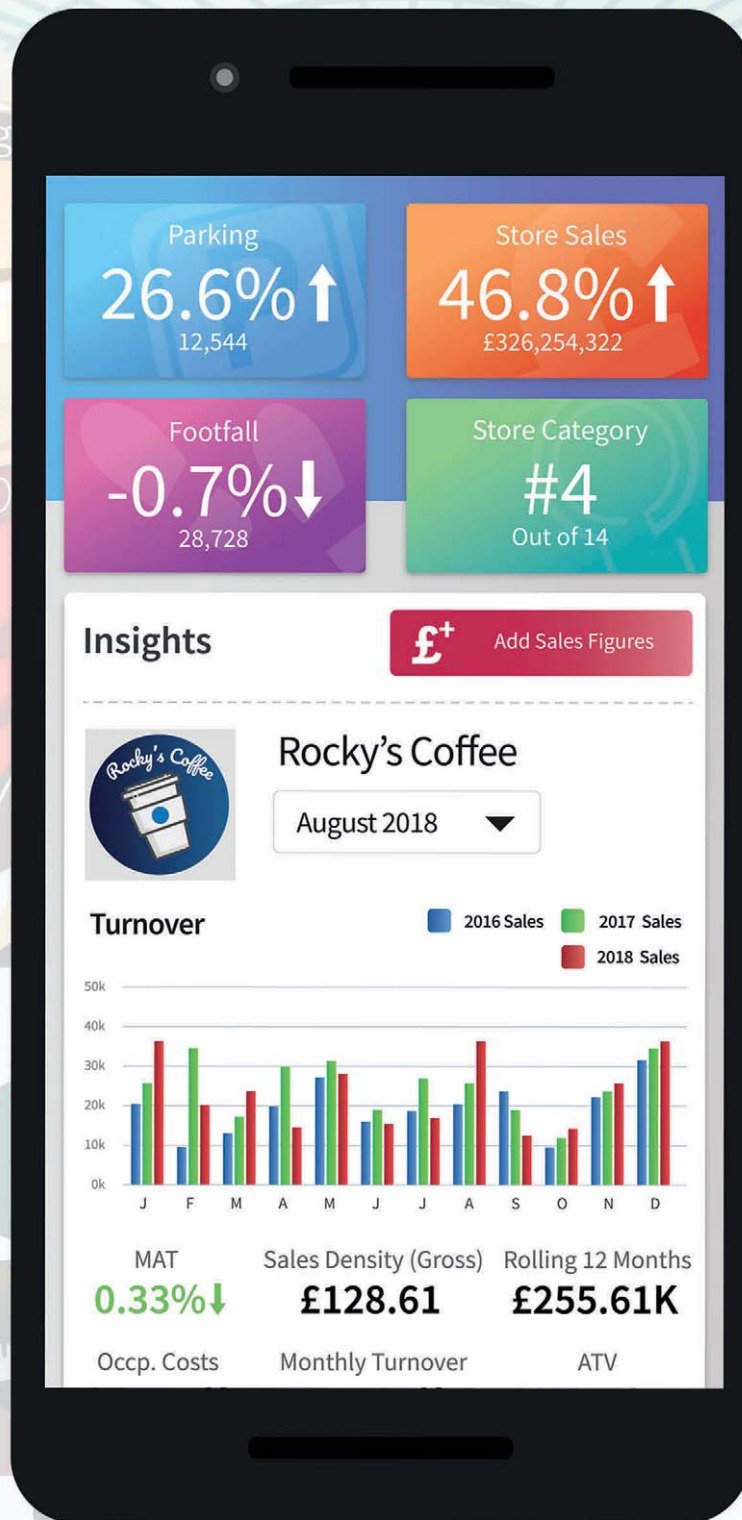 Parking
26.6%
12,544
Store Sales
46.8%
£326,254,322
Footfall
-0.7%
28,728
Store Category
#4
Out of 14
Insights
£+ Add Sales Figures
Rocky's Coffee
Rocky's Coffee
August 2018
Turnover
2016 Sales 2017 Sales
2018 Sales
50k
40k
30k
20k
10k
0k
J F M A M J J A S O N D
MAT Sales Density (Gross) Rolling 12 Months
0.33% £128.61 £255.61K
Occp. Costs Monthly Turnover ATV